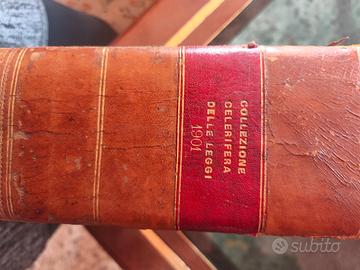 COLLEZIONE
CELERIFERA
DELLE LEGGI
1901
subito